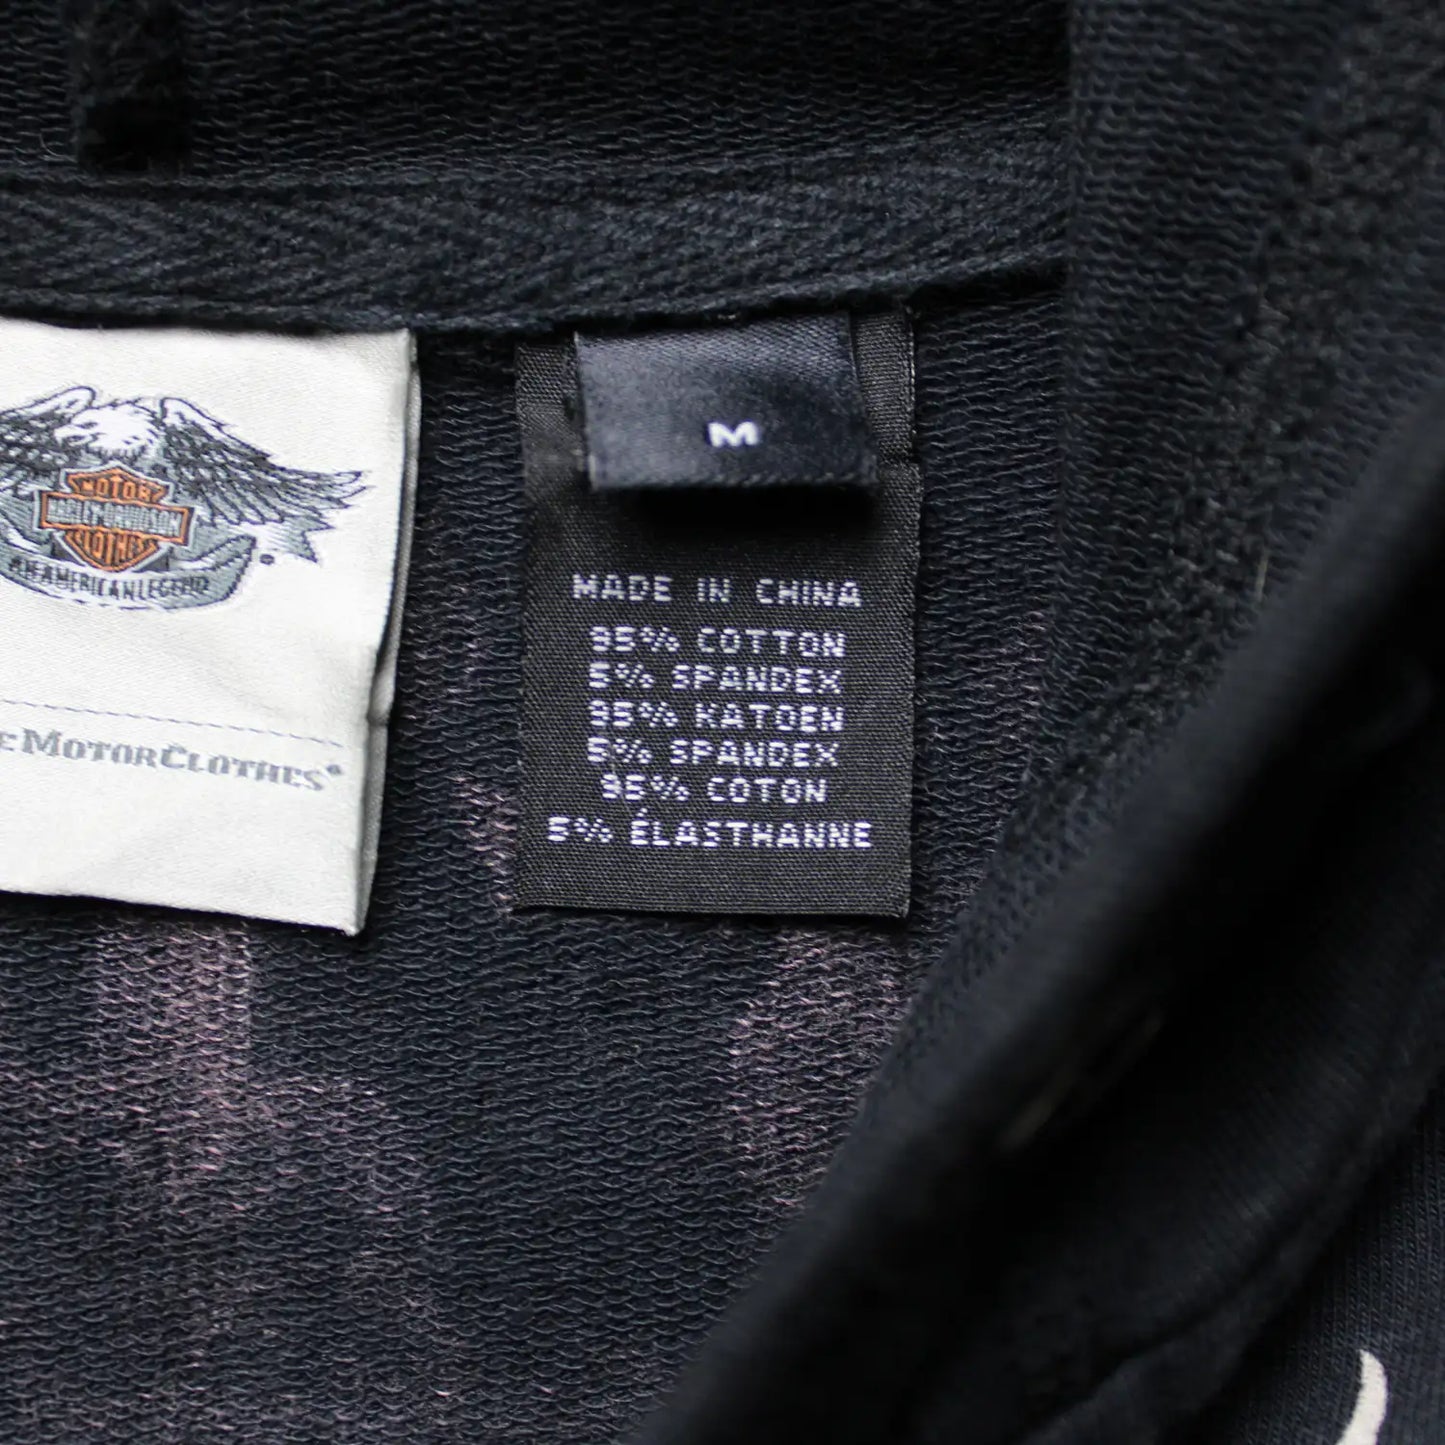 MOTOR
HARLEY-DAVIDSON
CLOTHES
AN AMERICAN LEGEND
MOTORCLOTHES®
M
MADE IN CHINA
95% COTTON
5% SPANDEX
95% KATOEN
5% SPANDEX
95% COTON
5% ÉLASTHANNE